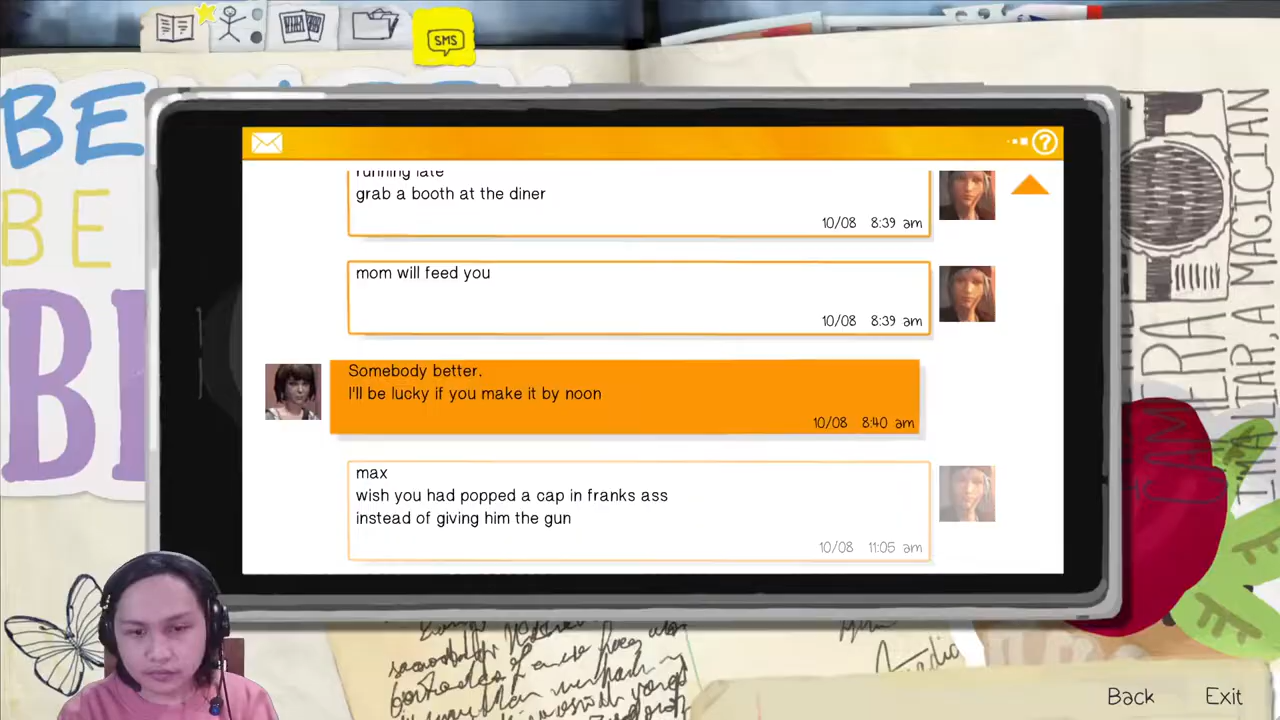 SMS
running late
grab a booth at the diner
10/08 8:39 am
mom will feed you
10/08 8:39 am
Somebody better.
I'll be lucky if you make it by noon
10/08 8:40 am
max
wish you had popped a cap in franks ass
instead of giving him the gun
10/08 11:05 am
BE
BE
Back
Exit